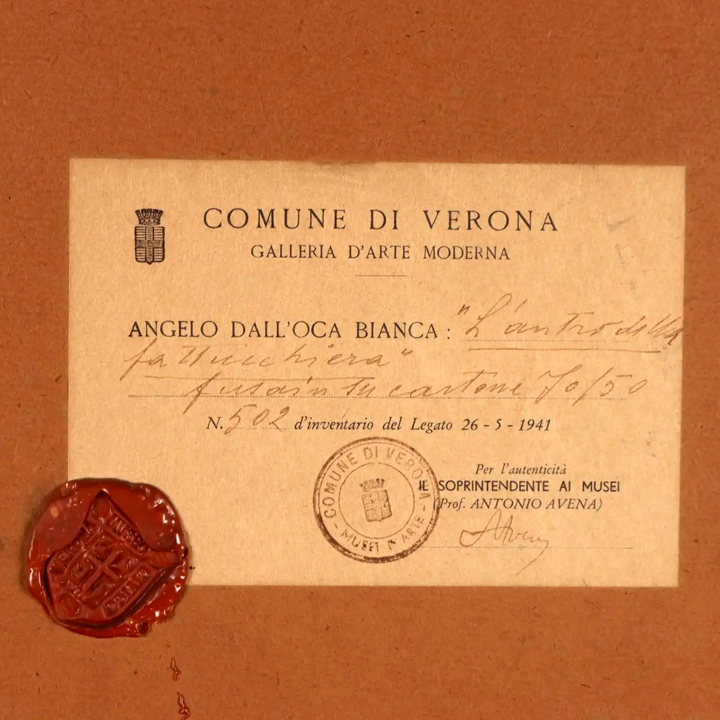 COMUNE DI VERONA
GALLERIA D'ARTE MODERNA
ANGELO DALL'OCA BIANCA: "L'antro della
fattucchiera"
fusain su cartone 70/50
N. 502 d'inventario del Legato 26-5-1941
COMUNE DI VERONA
- MUSEI D'ARTE -
Per l'autenticità
IL SOPRINTENDENTE AI MUSEI
(Prof. ANTONIO AVENA)
AAvena